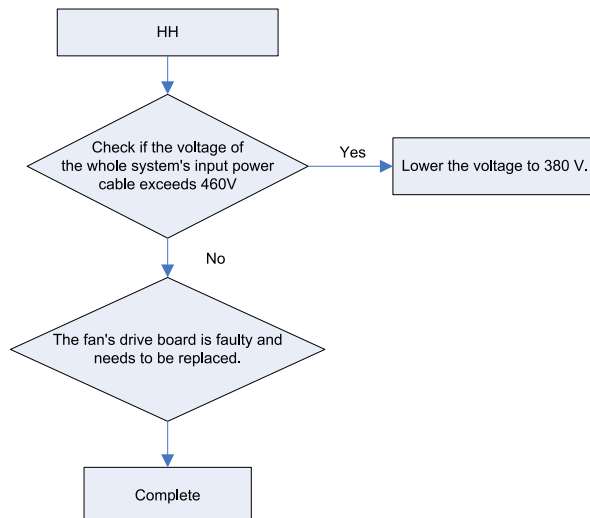 HH
Check if the voltage of
the whole system's input power
cable exceeds 460V
Yes
Lower the voltage to 380 V.
No
The fan's drive board is faulty and
needs to be replaced.
Complete